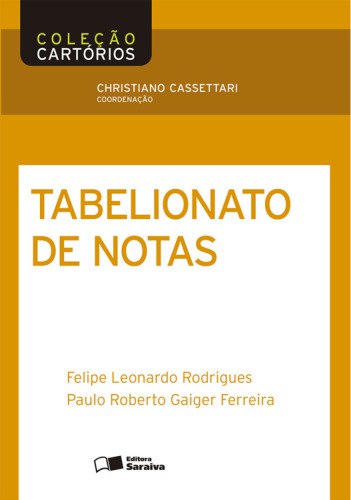 COLEÇÃO
CARTÓRIOS
CHRISTIANO CASSETTARI
COORDENAÇÃO
TABELIONATO
DE NOTAS
Felipe Leonardo Rodrigues
Paulo Roberto Gaiger Ferreira
Editora
Saraiva